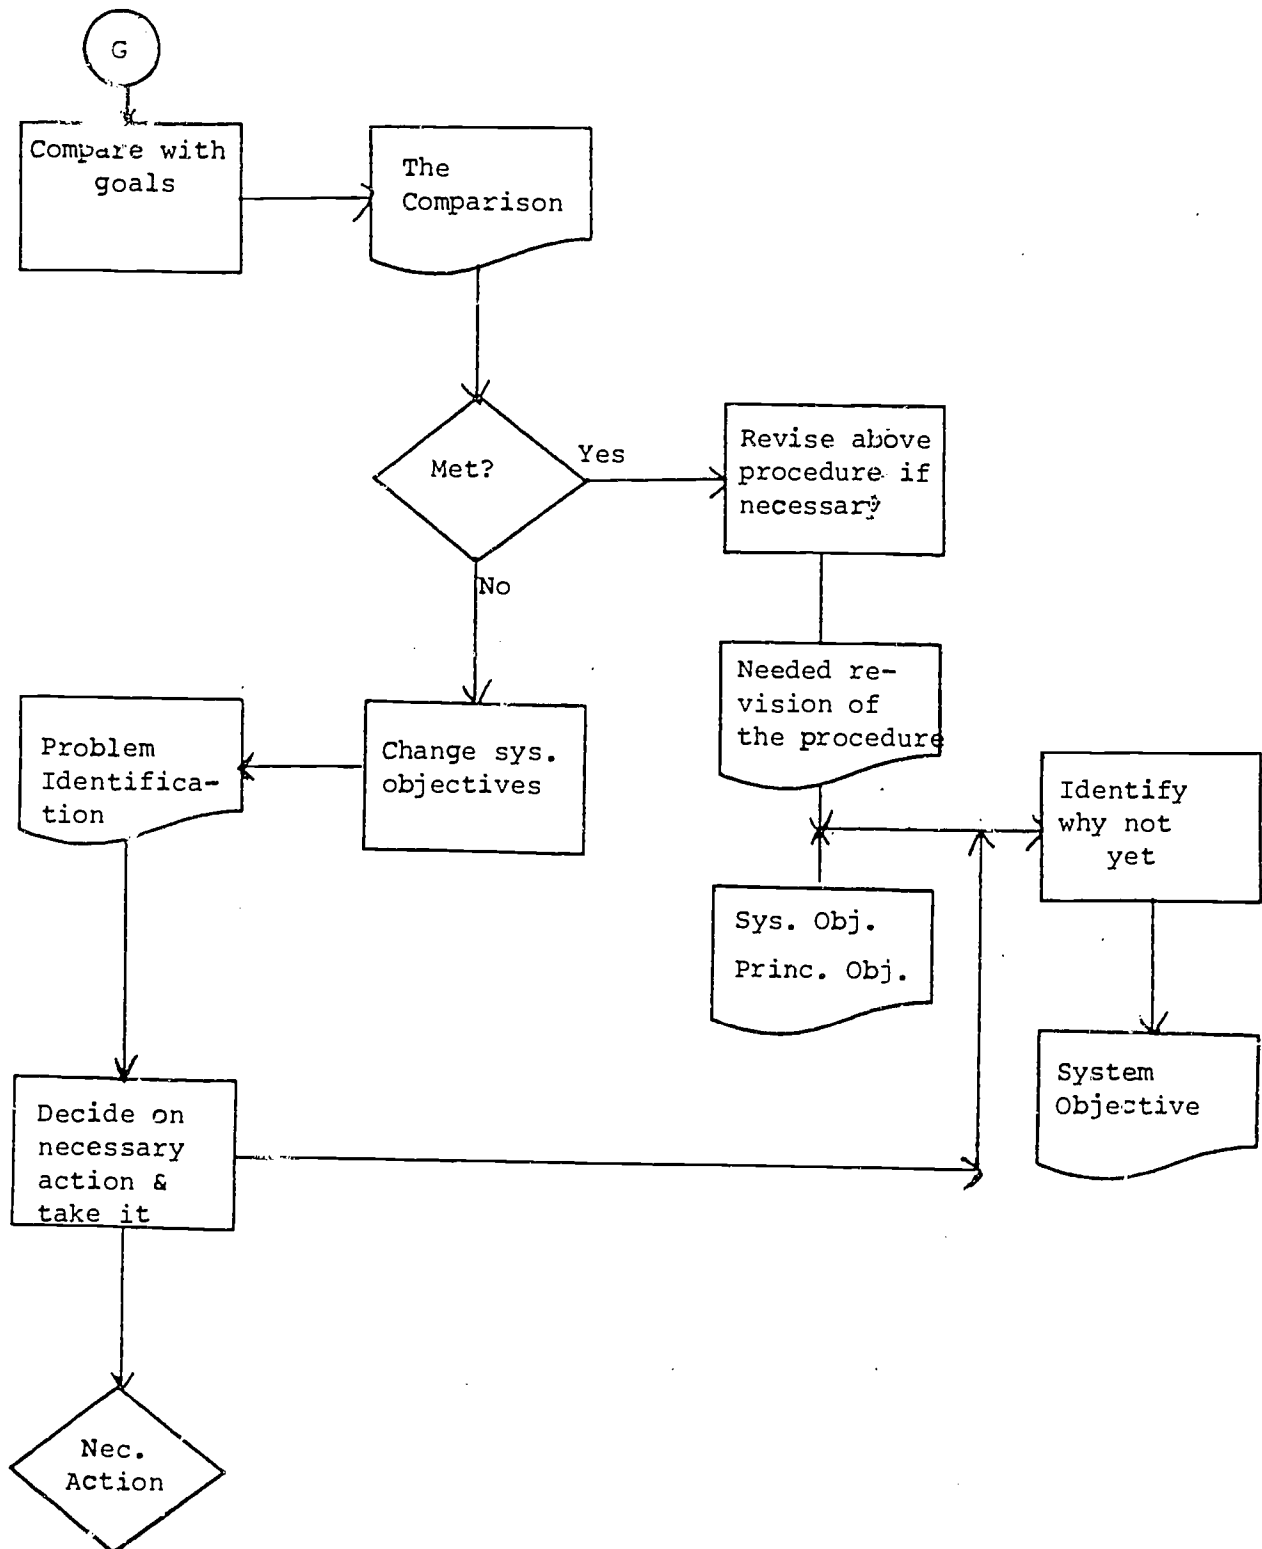 G
Compare with
goals
The
Comparison
Met?
Yes
No
Revise above
procedure if
necessary
Needed re-
vision of
the procedure
Problem
Identifica-
tion
Change sys.
objectives
Identify
why not
yet
Sys. Obj.
Princ. Obj.
System
Objective
Decide on
necessary
action &
take it
Nec.
Action